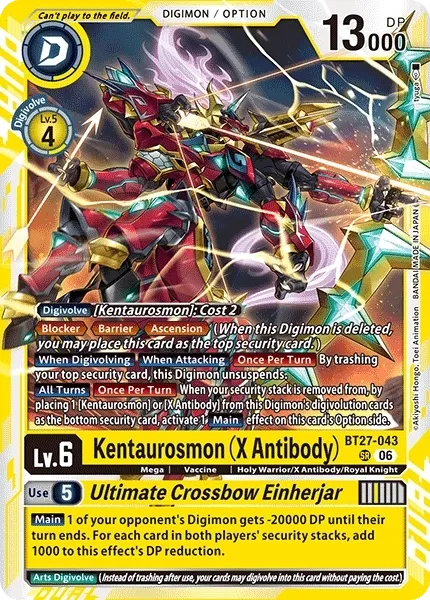 Can't play to the field.
DIGIMON / OPTION
13000 DP
Digivolve
Lv.5
4
tyuga
©Akiyoshi Hongo, Toei Animation BANDAI MADE IN JAPAN
Digivolve [Kentaurosmon]: Cost 2
Blocker Barrier Ascension (When this Digimon is deleted,
you may place this card as the top security card.)
When Digivolving When Attacking Once Per Turn By trashing
your top security card, this Digimon unsuspends.
All Turns Once Per Turn When your security stack is removed from, by
placing 1 [Kentaurosmon] or [X Antibody] from this Digimon's digivolution cards
as the bottom security card, activate 1 Main effect on this card's Option side.
Lv.6 Kentaurosmon (X Antibody) BT27-043
SR 06
Mega | Vaccine | Holy Warrior/X Antibody/Royal Knight
Use 5 Ultimate Crossbow Einherjar
Main 1 of your opponent's Digimon gets -20000 DP until their
turn ends. For each card in both players' security stacks, add
1000 to this effect's DP reduction.
Arts Digivolve (Instead of trashing after use, your cards may digivolve into this card without paying the cost.)
DUAL
DUAL